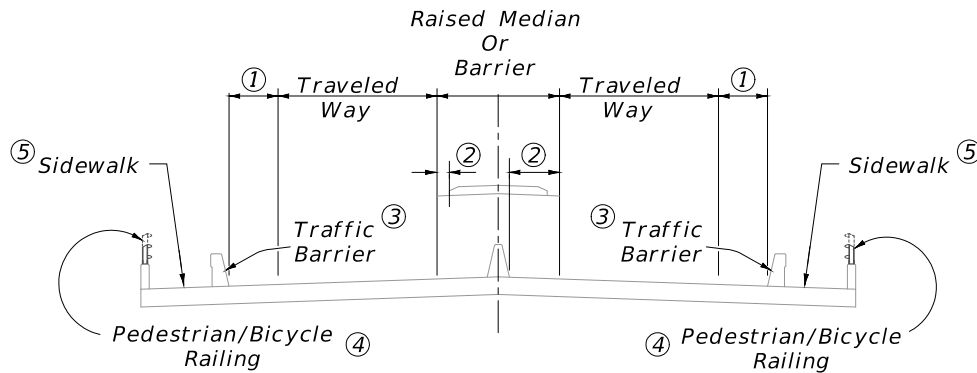 Raised Median
Or
Barrier
① Traveled Way
Traveled Way ①
② ②
⑤ Sidewalk
Sidewalk ⑤
Traffic Barrier ③
③ Traffic Barrier
Pedestrian/Bicycle Railing ④
④ Pedestrian/Bicycle Railing